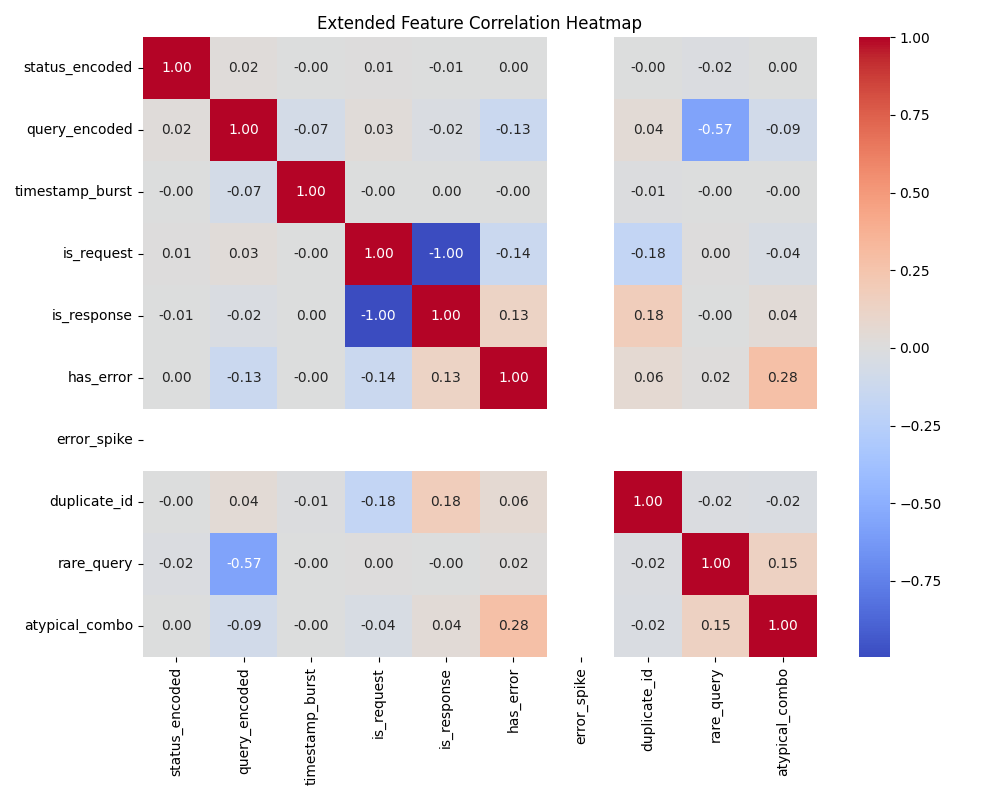 Extended Feature Correlation Heatmap
status_encoded 1.00 0.02 -0.00 0.01 -0.01 0.00 -0.00 -0.02 0.00
query_encoded 0.02 1.00 -0.07 0.03 -0.02 -0.13 0.04 -0.57 -0.09
timestamp_burst -0.00 -0.07 1.00 -0.00 0.00 -0.00 -0.01 -0.00 -0.00
is_request 0.01 0.03 -0.00 1.00 -1.00 -0.14 -0.18 0.00 -0.04
is_response -0.01 -0.02 0.00 -1.00 1.00 0.13 0.18 -0.00 0.04
has_error 0.00 -0.13 -0.00 -0.14 0.13 1.00 0.06 0.02 0.28
error_spike
duplicate_id -0.00 0.04 -0.01 -0.18 0.18 0.06 1.00 -0.02 -0.02
rare_query -0.02 -0.57 -0.00 0.00 -0.00 0.02 -0.02 1.00 0.15
atypical_combo 0.00 -0.09 -0.00 -0.04 0.04 0.28 -0.02 0.15 1.00
status_encoded
query_encoded
timestamp_burst
is_request
is_response
has_error
error_spike
duplicate_id
rare_query
atypical_combo
1.00
0.75
0.50
0.25
0.00
−0.25
−0.50
−0.75